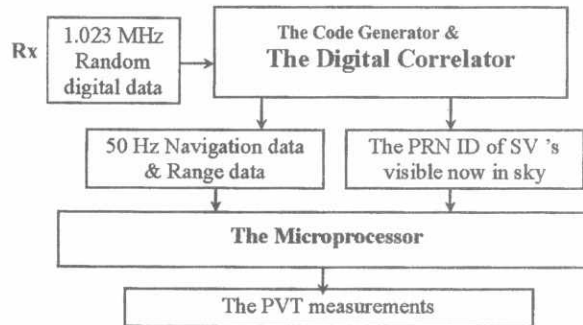 Rx
1.023 MHz
Random
digital data
The Code Generator &
The Digital Correlator
50 Hz Navigation data
& Range data
The PRN ID of SV 's
visible now in sky
The Microprocessor
The PVT measurements